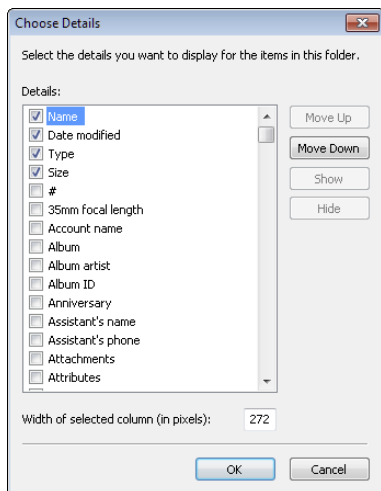 Choose Details
Select the details you want to display for the items in this folder.
Details:
Name
Date modified
Type
Size
#
35mm focal length
Account name
Album
Album artist
Album ID
Anniversary
Assistant's name
Assistant's phone
Attachments
Attributes
Move Up
Move Down
Show
Hide
Width of selected column (in pixels): 272
OK Cancel